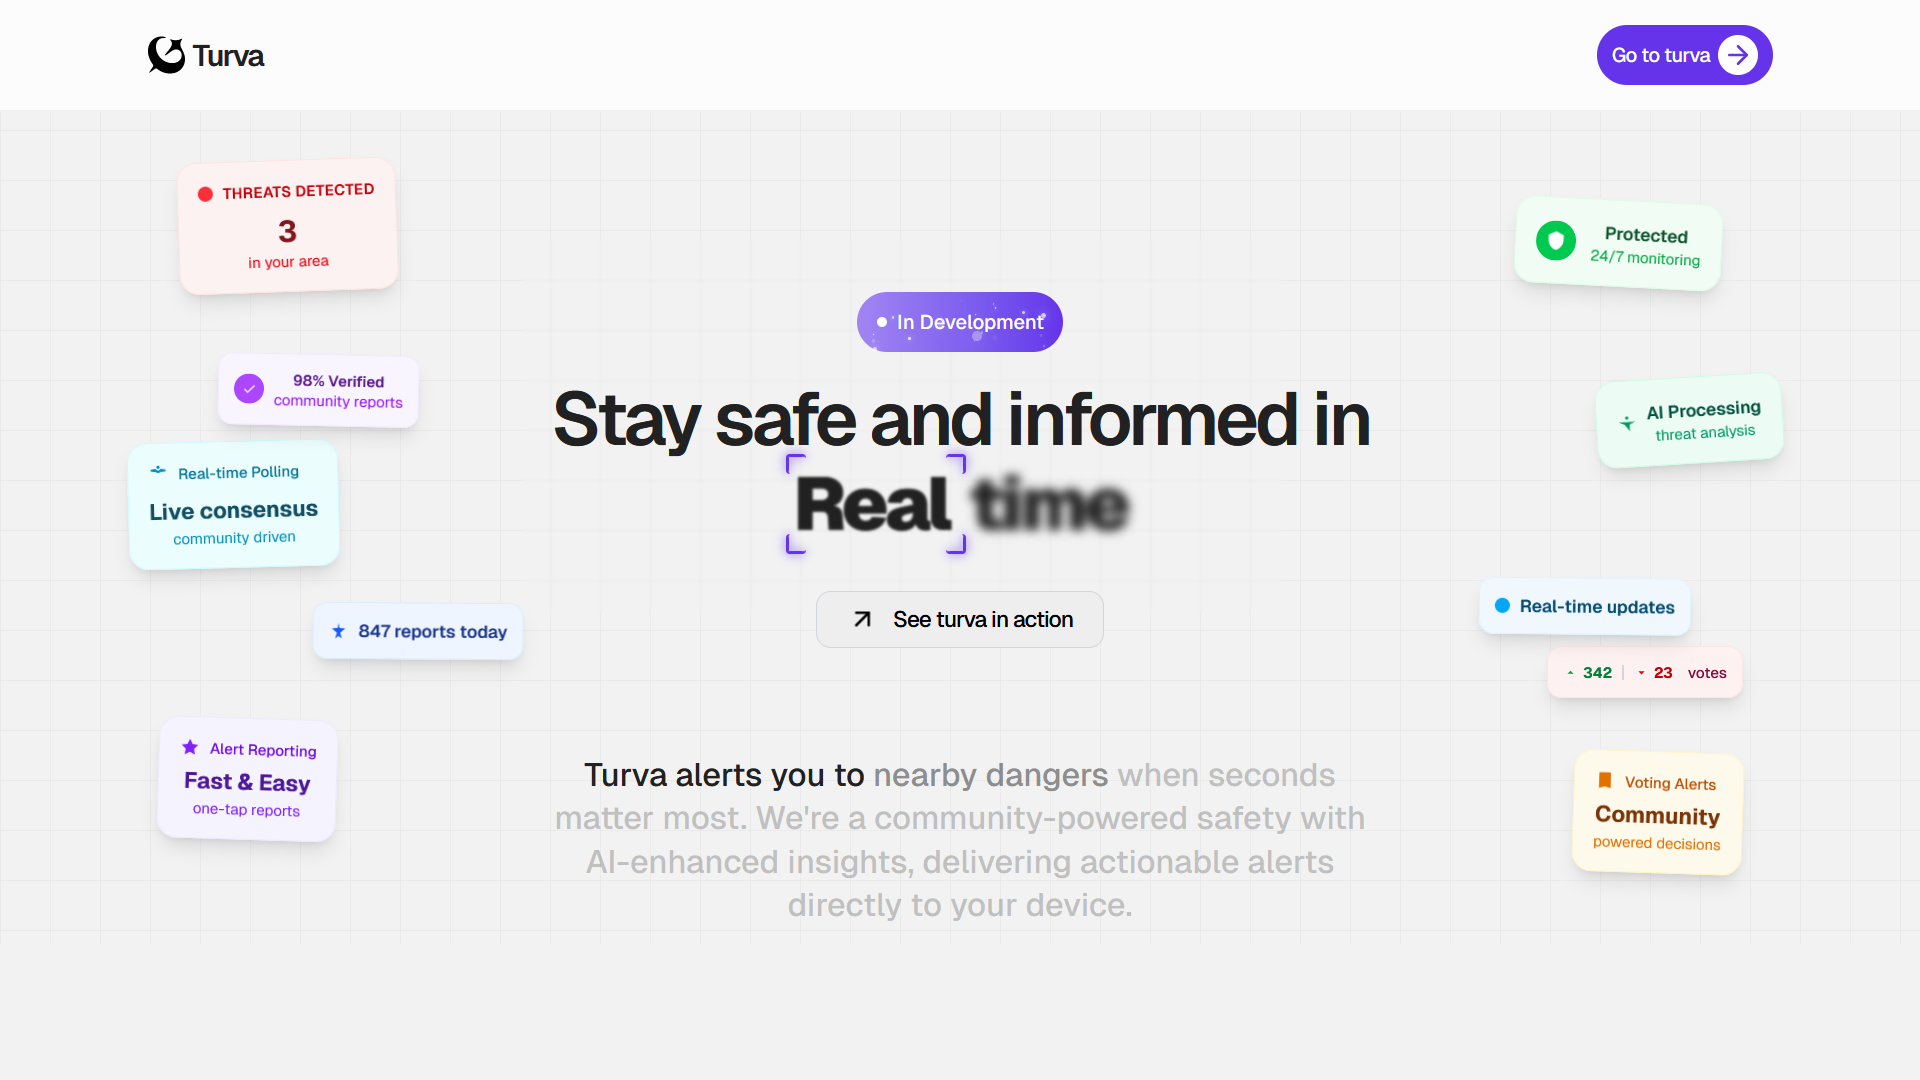 Turva
Go to turva
THREATS DETECTED
3
in your area
Protected
24/7 monitoring
In Development
98% Verified
community reports
Stay safe and informed in
Real time
AI Processing
threat analysis
Real-time Polling
Live consensus
community driven
847 reports today
See turva in action
Real-time updates
342 | 23 votes
Alert Reporting
Fast & Easy
one-tap reports
Turva alerts you to nearby dangers when seconds
matter most. We're a community-powered safety with
AI-enhanced insights, delivering actionable alerts
directly to your device.
Voting Alerts
Community
powered decisions